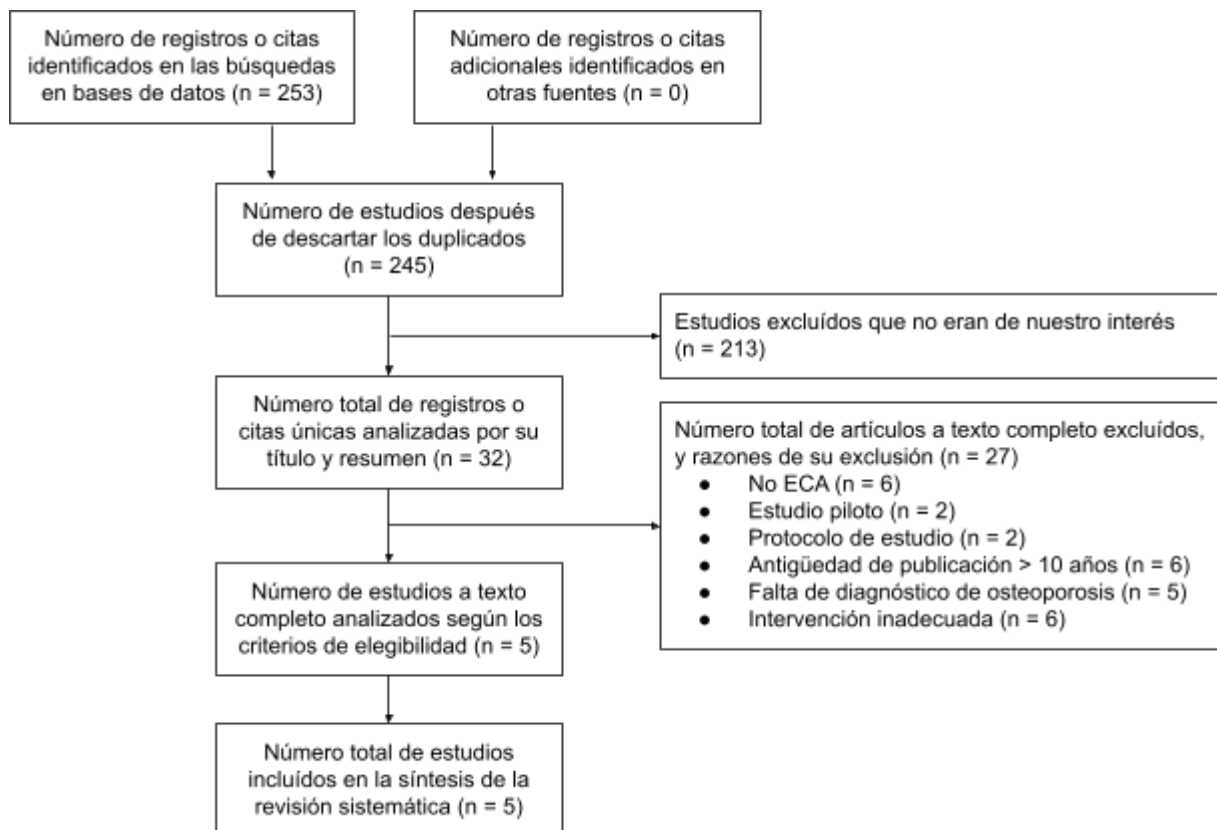 Número de registros o citas
identificados en las búsquedas
en bases de datos (n = 253)
Número de registros o citas
adicionales identificados en
otras fuentes (n = 0)
Número de estudios después
de descartar los duplicados
(n = 245)
Estudios excluídos que no eran de nuestro interés
(n = 213)
Número total de registros o
citas únicas analizadas por su
título y resumen (n = 32)
Número total de artículos a texto completo excluídos,
y razones de su exclusión (n = 27)
● No ECA (n = 6)
● Estudio piloto (n = 2)
● Protocolo de estudio (n = 2)
● Antigüedad de publicación > 10 años (n = 6)
● Falta de diagnóstico de osteoporosis (n = 5)
● Intervención inadecuada (n = 6)
Número de estudios a texto
completo analizados según los
criterios de elegibilidad (n = 5)
Número total de estudios
incluídos en la síntesis de la
revisión sistemática (n = 5)